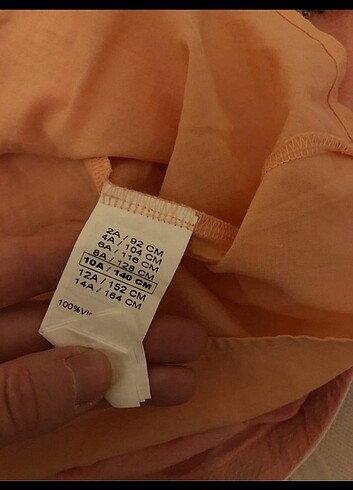 2A / 92 CM
4A / 104 CM
6A / 116 CM
8A / 128 CM
10A / 140 CM
12A / 152 CM
14A / 164 CM
100%